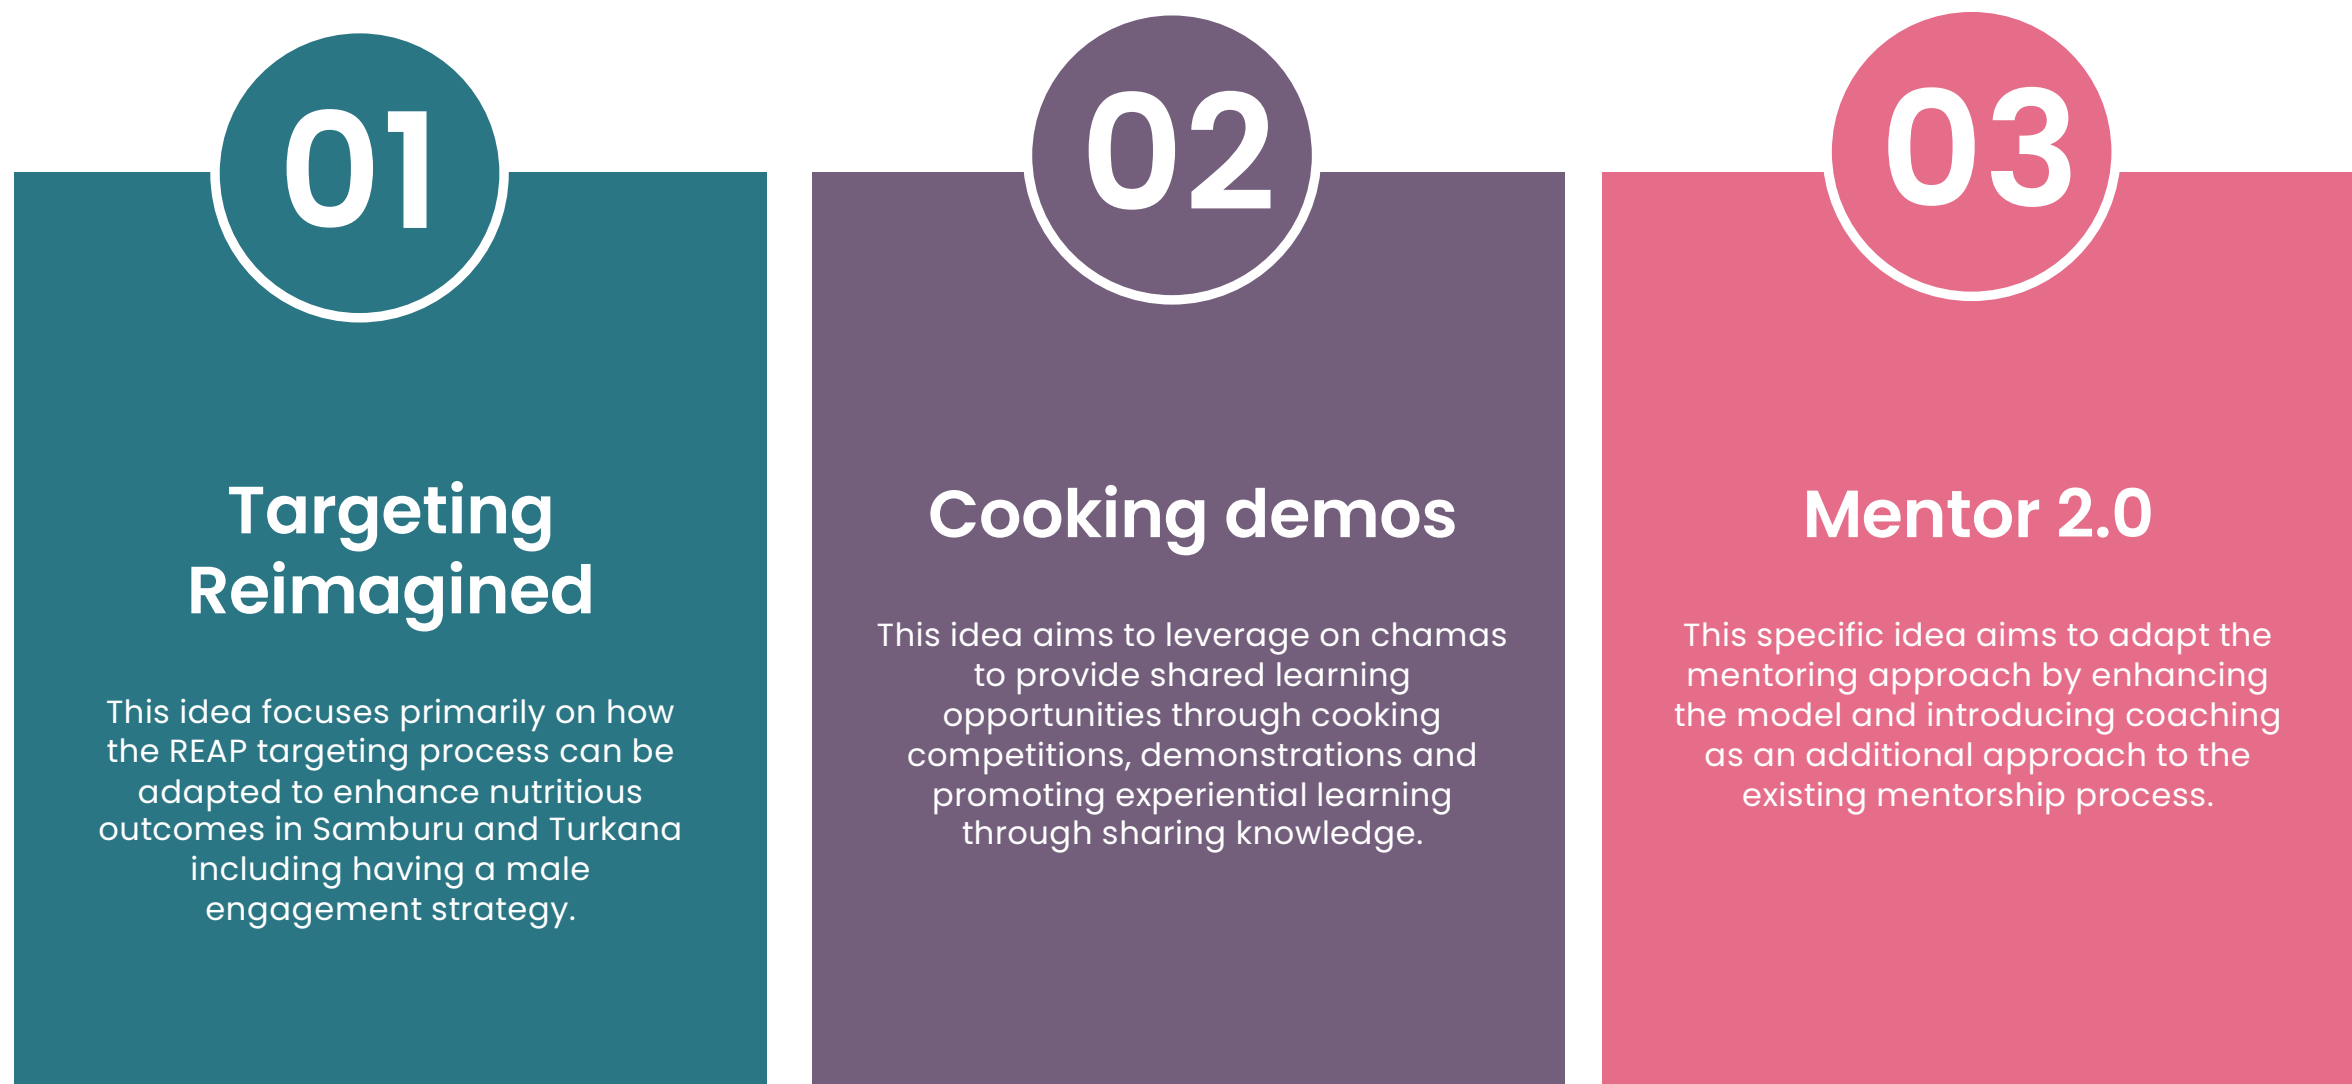 01
Targeting
Reimagined
This idea focuses primarily on how
the REAP targeting process can be
adapted to enhance nutritious
outcomes in Samburu and Turkana
including having a male
engagement strategy.
02
Cooking demos
This idea aims to leverage on chamas
to provide shared learning
opportunities through cooking
competitions, demonstrations and
promoting experiential learning
through sharing knowledge.
03
Mentor 2.0
This specific idea aims to adapt the
mentoring approach by enhancing
the model and introducing coaching
as an additional approach to the
existing mentorship process.